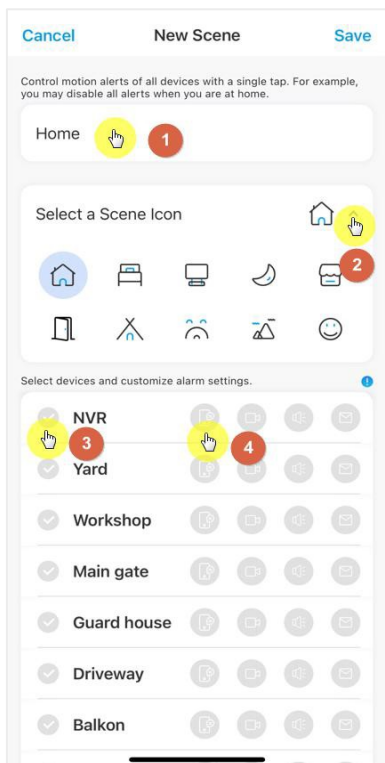 Cancel New Scene Save
Control motion alerts of all devices with a single tap. For example,
you may disable all alerts when you are at home.
Home
1
Select a Scene Icon
2
Select devices and customize alarm settings.
NVR
3
4
Yard
Workshop
Main gate
Guard house
Driveway
Balkon